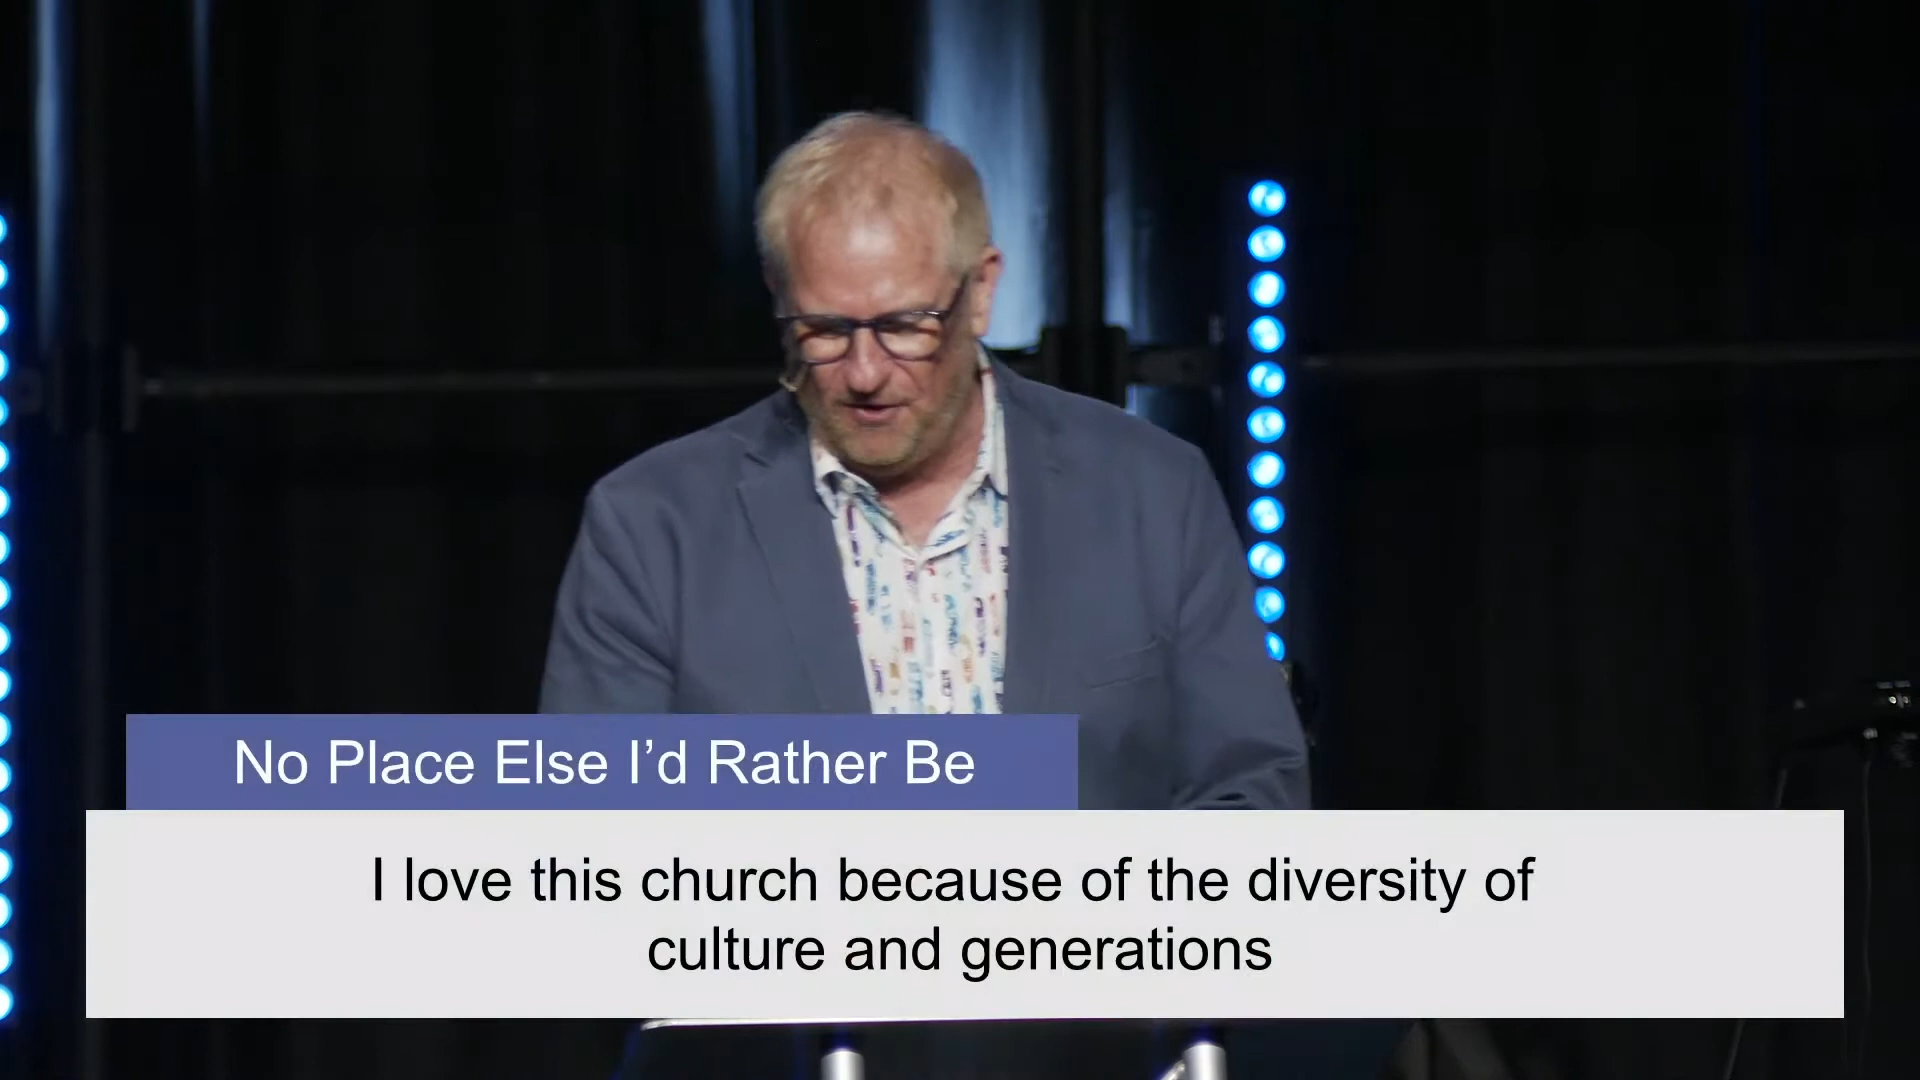 No Place Else I’d Rather Be
I love this church because of the diversity of
culture and generations